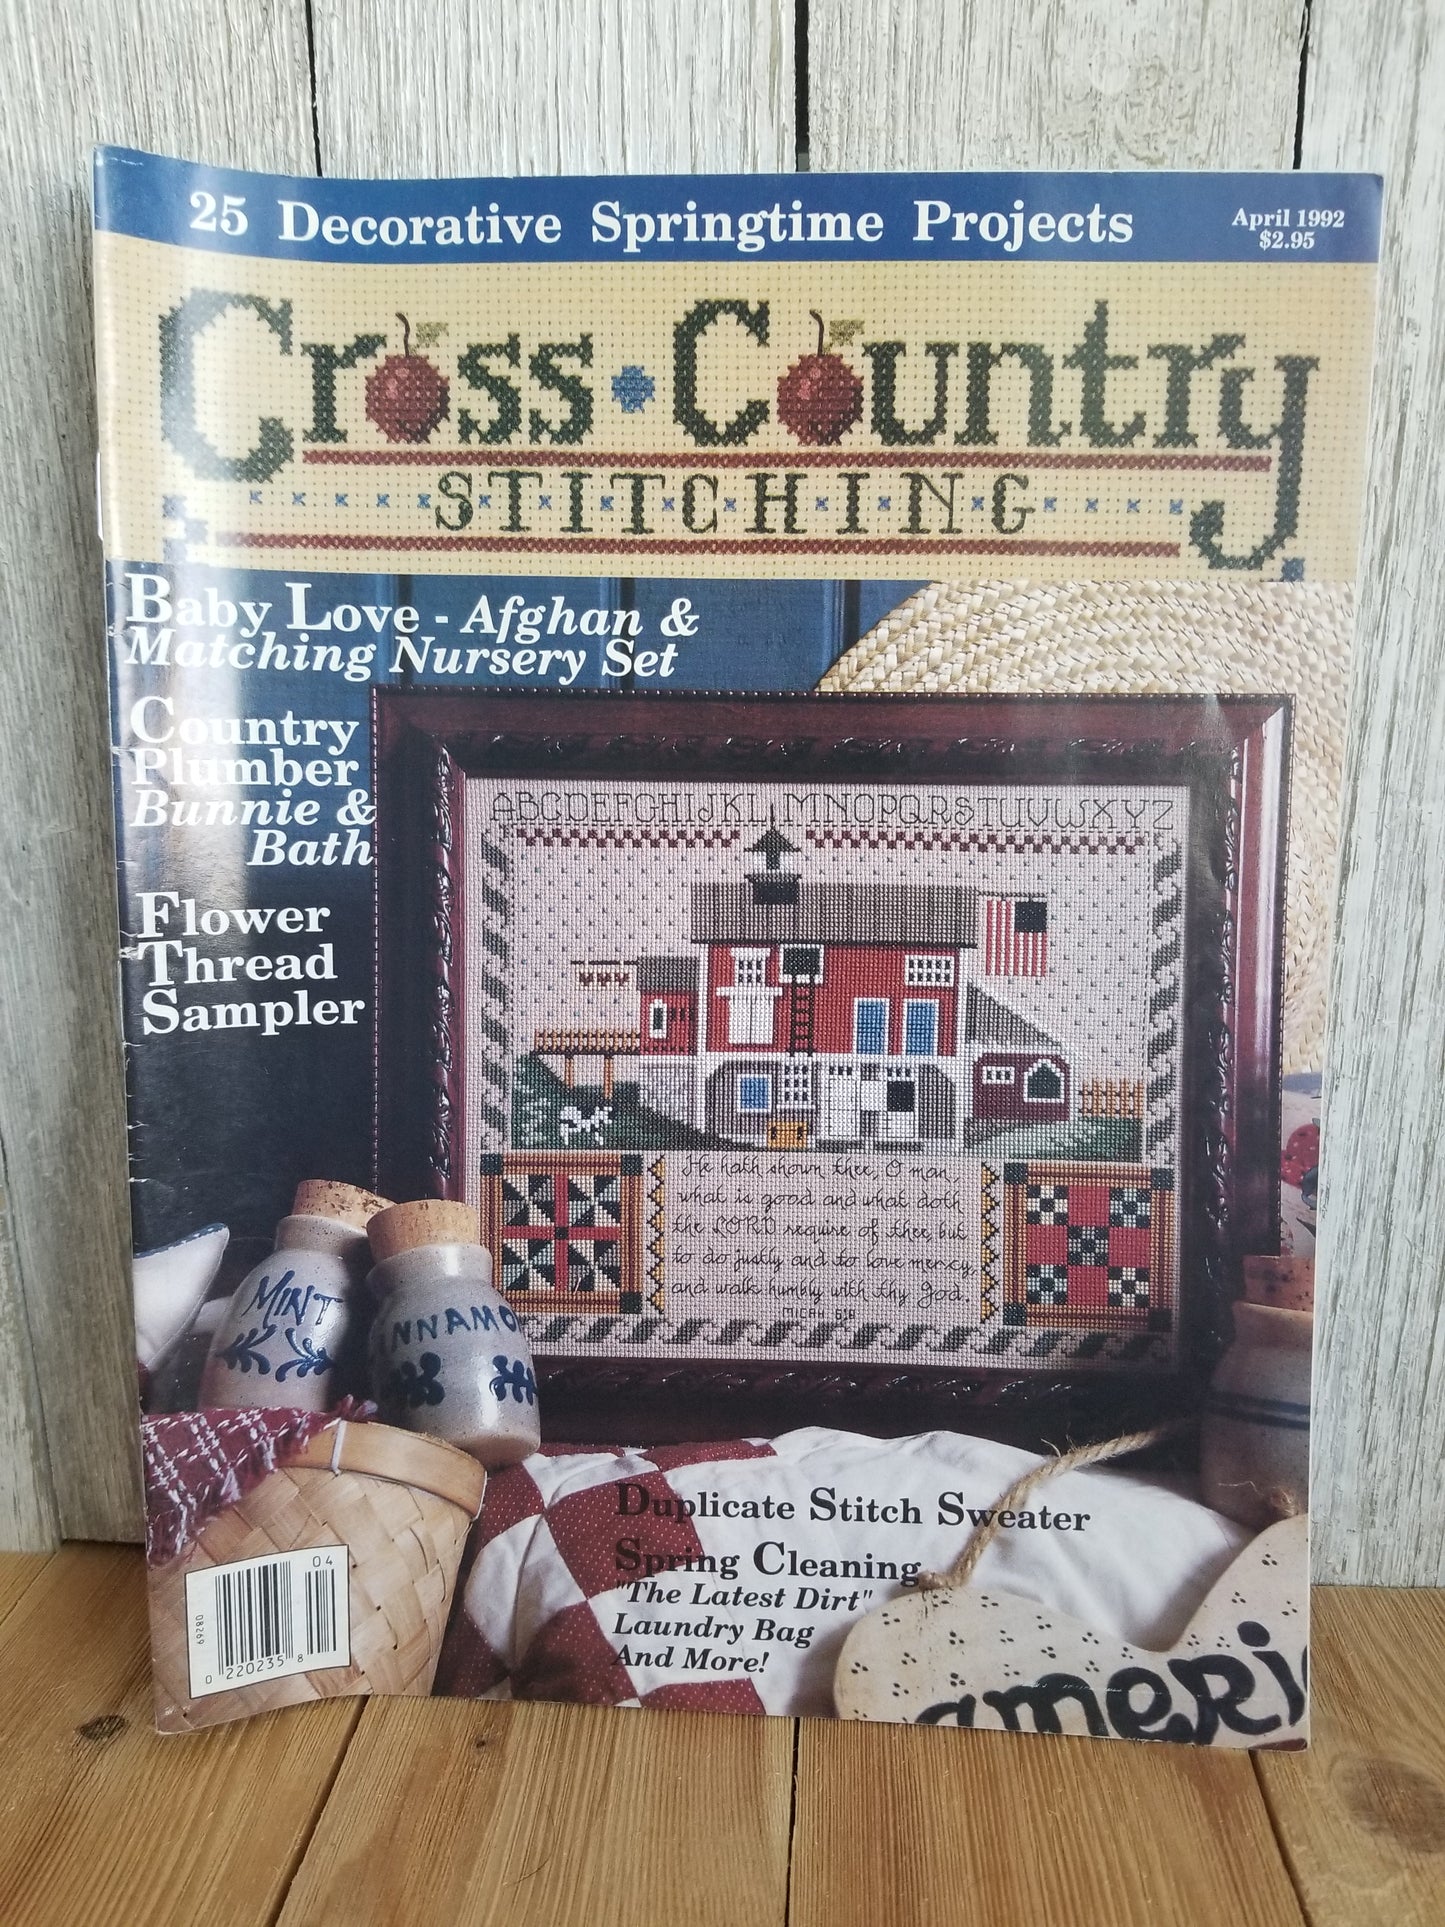 25 Decorative Springtime Projects
April 1992
$2.95
Cross · Country
STITCHING
Baby Love - Afghan &
Matching Nursery Set
Country
Plumber
Bunnie &
Bath
Flower
Thread
Sampler
ABCDEFGHIJKLMNOPQRSTUVWXYZ
He hath shown thee, O man,
what is good and what doth
the LORD require of thee, but
to do justly and to love mercy,
and walk humbly with thy God.
MICAH 6:8
MINT
NNAMO
Duplicate Stitch Sweater
Spring Cleaning
"The Latest Dirt"
Laundry Bag
And More!
ameri
04
08269
0 220235 8